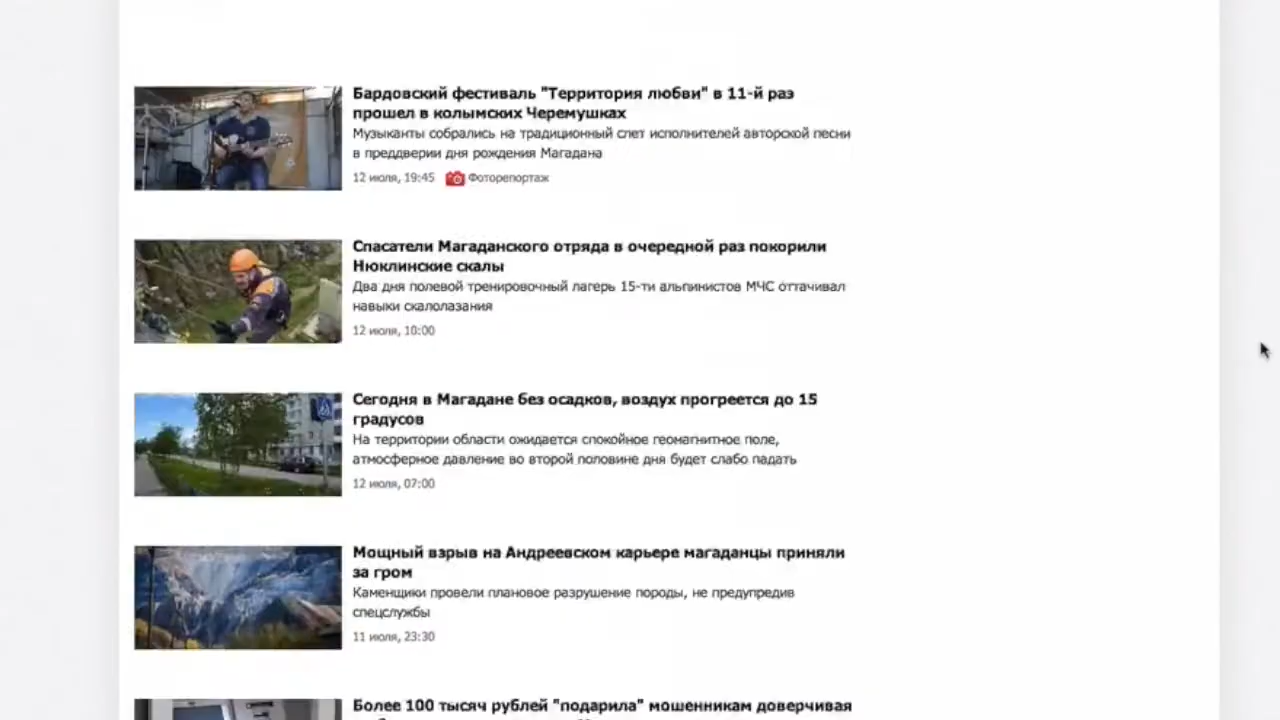 Бардовский фестиваль "Территория любви" в 11-й раз
прошел в колымских Черемушках
Музыканты собрались на традиционный слет исполнителей авторской песни
в преддверии дня рождения Магадана
12 июля, 19:45 Фоторепортаж
Спасатели Магаданского отряда в очередной раз покорили
Нюклинские скалы
Два дня полевой тренировочный лагерь 15-ти альпинистов МЧС оттачивал
навыки скалолазания
12 июля, 10:00
Сегодня в Магадане без осадков, воздух прогреется до 15
градусов
На территории области ожидается спокойное геомагнитное поле,
атмосферное давление во второй половине дня будет слабо падать
12 июля, 07:00
Мощный взрыв на Андреевском карьере магаданцы приняли
за гром
Каменщики провели плановое разрушение породы, не предупредив
спецслужбы
11 июля, 23:30
Более 100 тысяч рублей "подарила" мошенникам доверчивая